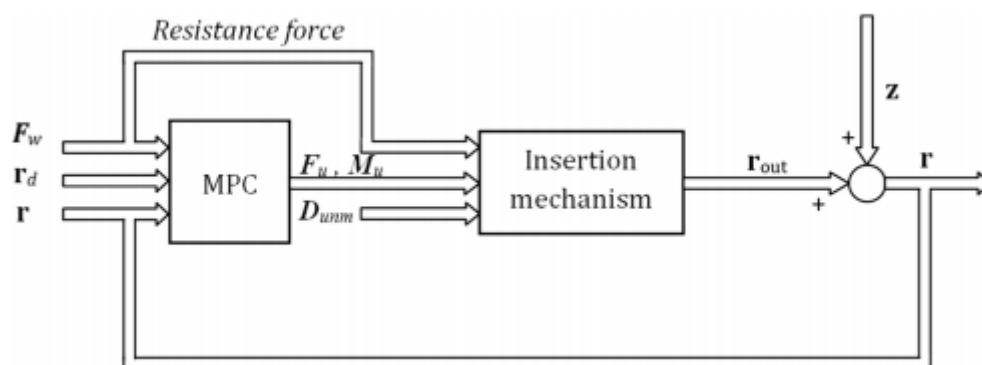 Resistance force
z
F_w
+
r
r_d
MPC
F_u , M_u
Insertion
mechanism
r_out
r
D_unm
+